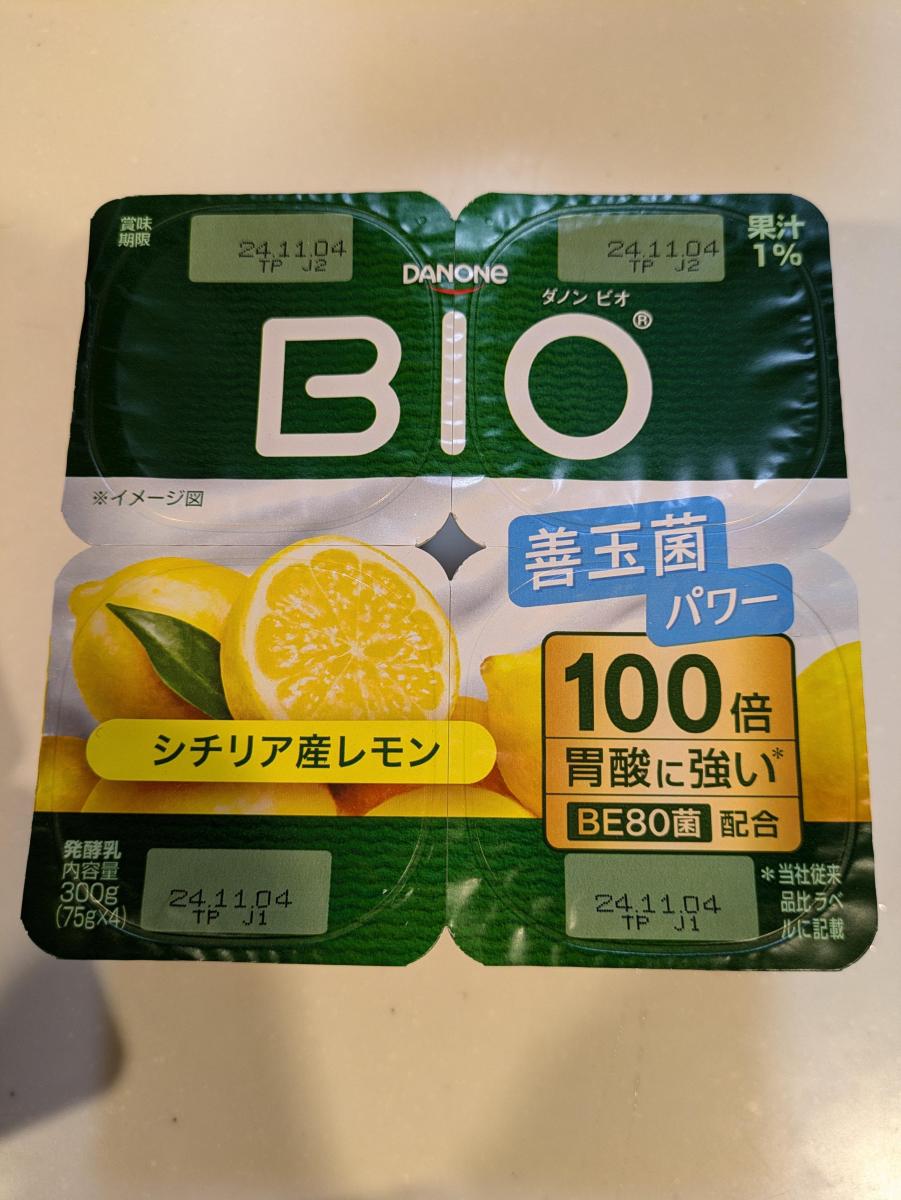 賞味
期限
24.11.04
TP J2
24.11.04
TP J2
果汁
1%
DANONE
ダノン ビオ
BIO®
※イメージ図
善玉菌
パワー
100倍
胃酸に強い*
BE80菌 配合
シチリア産レモン
発酵乳
内容量
300g
(75g×4)
24.11.04
TP J1
24.11.04
TP J1
*当社従来
品比ラベ
ルに記載